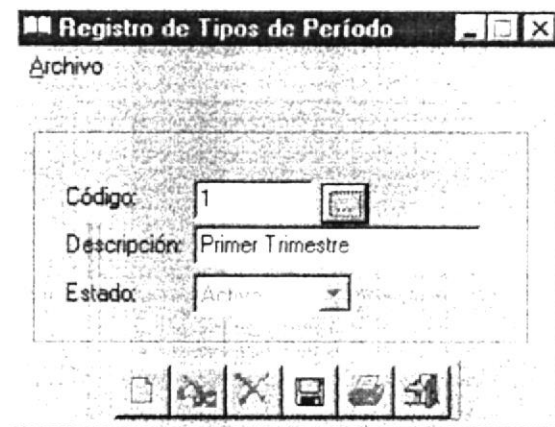 Registro de Tipos de Período
Archivo
Código: 1
Descripción: Primer Trimestre
Estado: Activo